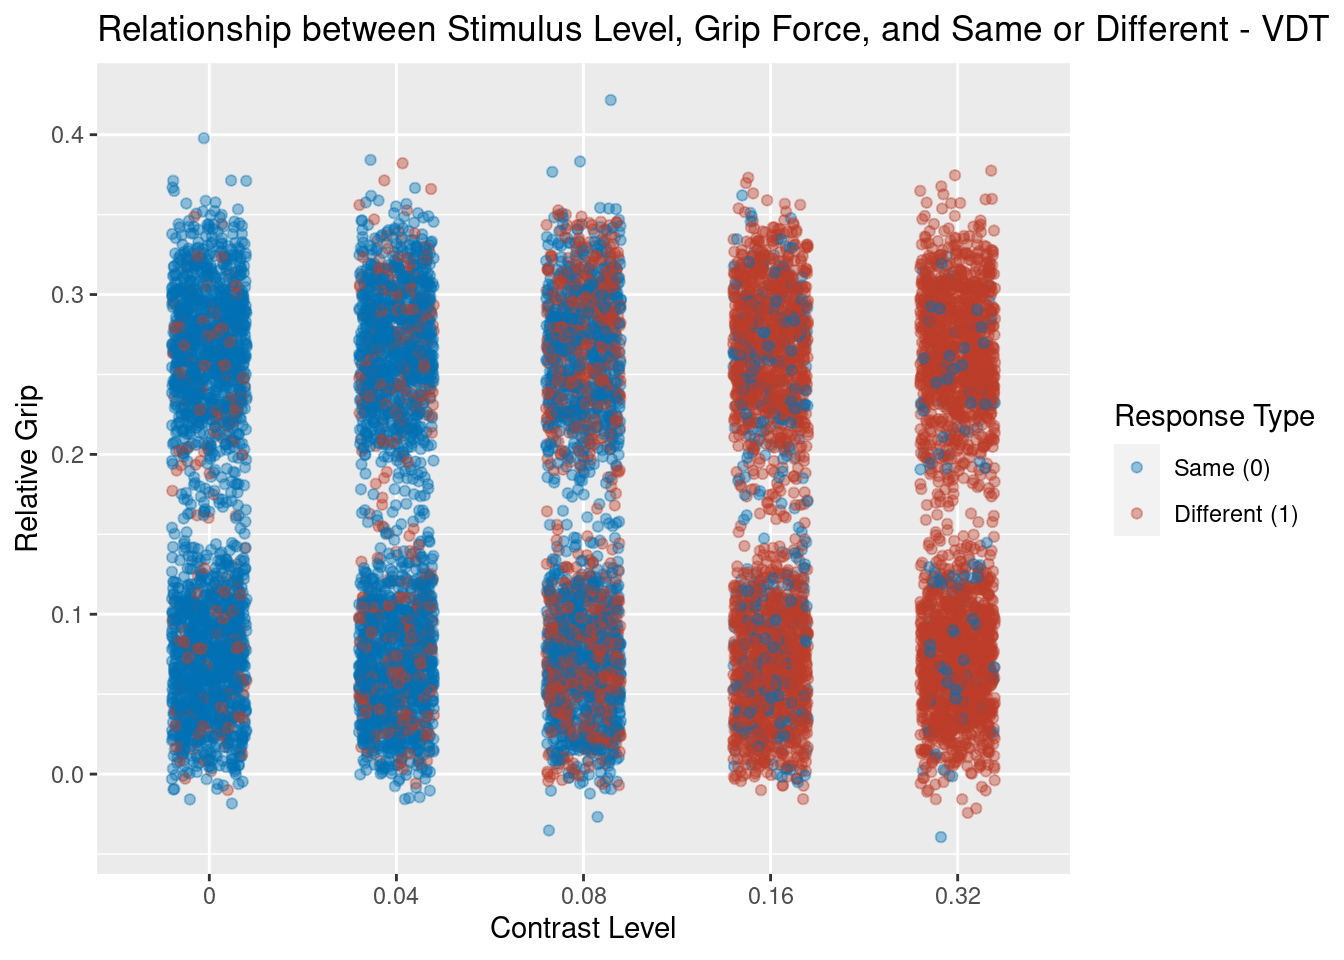 Relationship between Stimulus Level, Grip Force, and Same or Different - VDT
0.4
0.3
0.2
0.1
0.0
Relative Grip
0
0.04
0.08
0.16
0.32
Contrast Level
Response Type
Same (0)
Different (1)